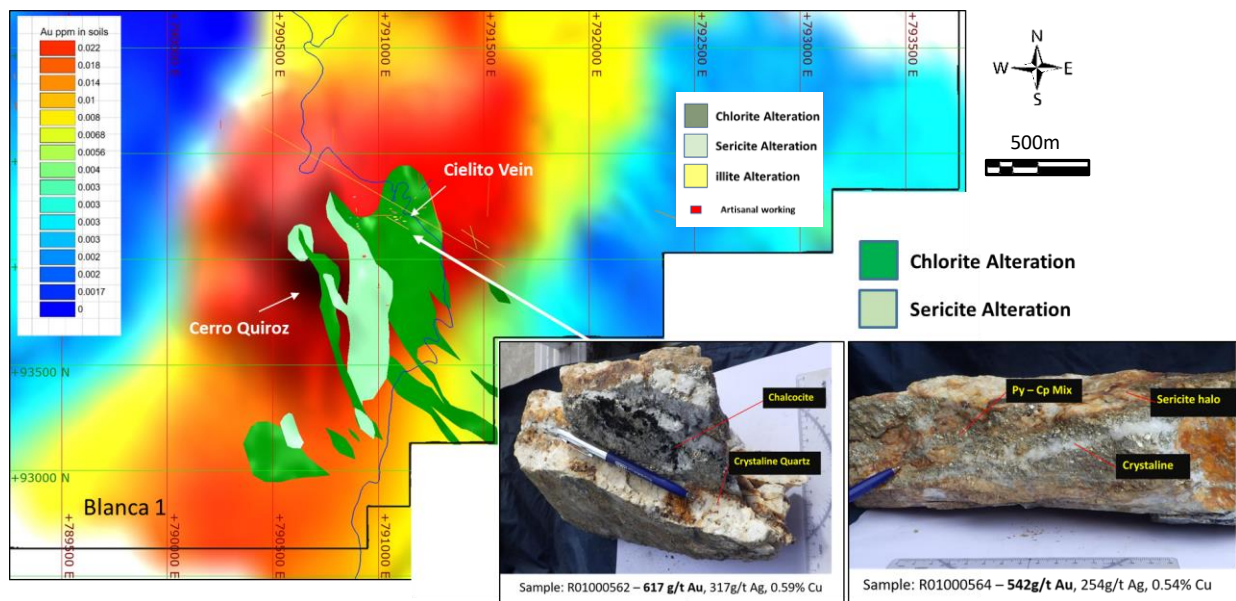 Au ppm in soils
0.022
0.018
0.014
0.01
0.008
0.0068
0.0056
0.004
0.003
0.003
0.003
0.002
0.002
0.0017
0
+790000 E
+790500 E
+791000 E
+791500 E
+792000 E
+792500 E
+793500 E
N
W
E
S
500m
Chlorite Alteration
Sericite Alteration
illite Alteration
Artisanal working
Cielito Vein
Cerro Quiroz
Chlorite Alteration
Sericite Alteration
+93500 N
+93000 N
Blanca 1
+789500 E
+790000 E
+790500 E
+791000 E
Chalcocite
Crystaline Quartz
Sample: R01000562 – 617 g/t Au, 317g/t Ag, 0.59% Cu
Py – Cp Mix
Sericite halo
Crystaline
Sample: R01000564 – 542g/t Au, 254g/t Ag, 0.54% Cu